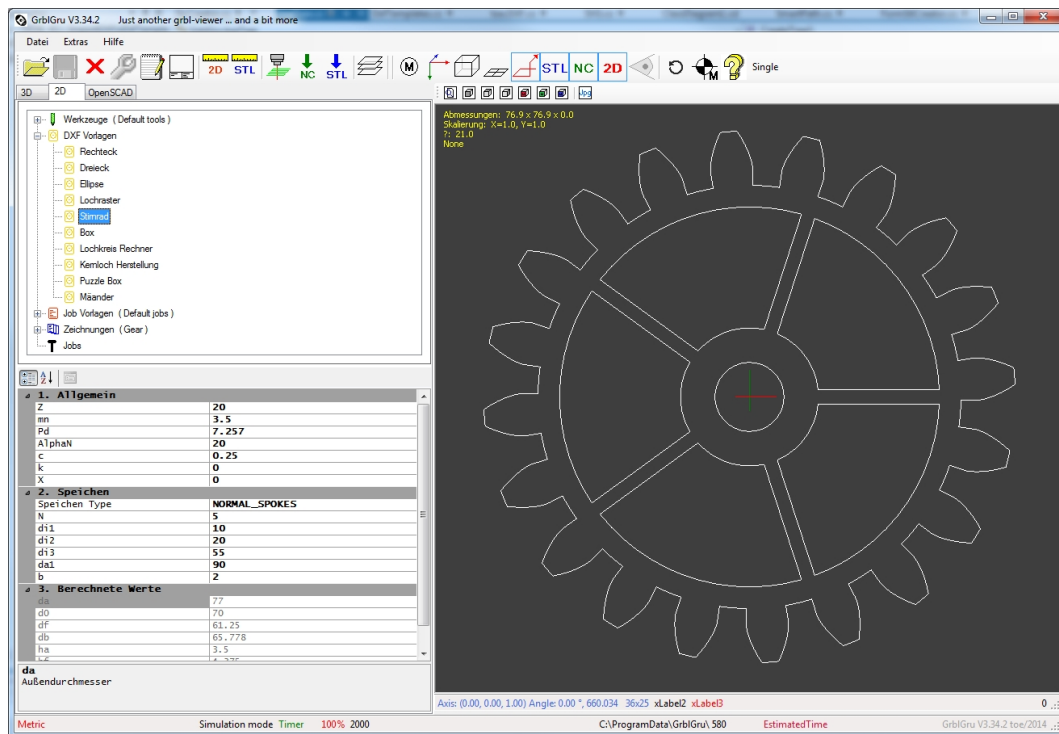 GrblGru V3.34.2 Just another grbl-viewer ... and a bit more
Datei Extras Hilfe
2D STL NC STL M STL NC 2D M Single
3D 2D OpenSCAD
Jpg
Werkzeuge (Default tools)
DXF Vorlagen
Rechteck
Dreieck
Ellipse
Lochraster
Stirnrad
Box
Lochkreis Rechner
Kernloch Herstellung
Puzzle Box
Mäander
Job Vorlagen (Default jobs)
Zeichnungen (Gear)
Jobs
Abmessungen: 76.9 x 76.9 x 0.0
Skalierung: X=1.0, Y=1.0
?: 21.0
None
1. Allgemein
Z 20
mn 3.5
Pd 7.257
AlphaN 20
c 0.25
k 0
X 0
2. Speichen
Speichen Type NORMAL_SPOKES
N 5
di1 10
di2 20
di3 55
da1 90
b 2
3. Berechnete Werte
da 77
d0 70
df 61.25
db 65.778
ha 3.5
hf 4.375
da
Außendurchmesser
Axis: (0.00, 0.00, 1.00) Angle: 0.00 °, 660.034 36x25 xLabel2 xLabel3 0
Metric Simulation mode Timer 100% 2000 C:\ProgramData\GrblGru\ 580 EstimatedTime GrblGru V3.34.2 toe/2014